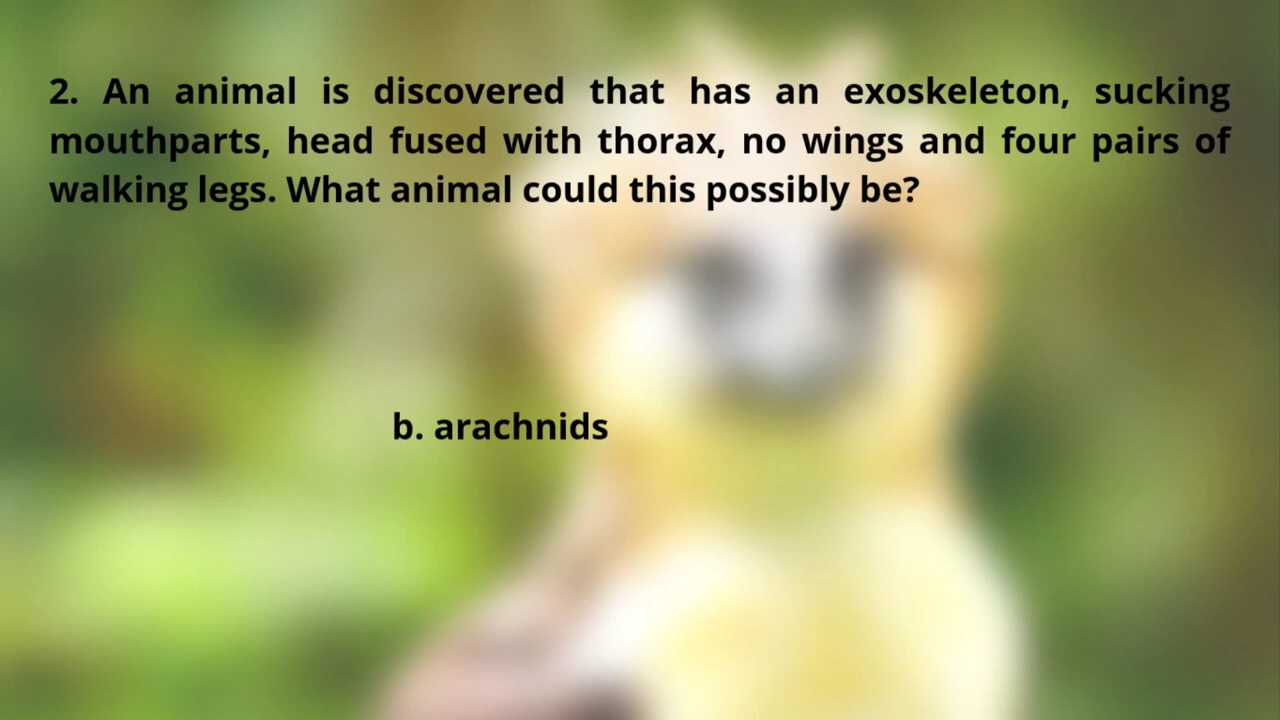 2. An animal is discovered that has an exoskeleton, sucking
mouthparts, head fused with thorax, no wings and four pairs of
walking legs. What animal could this possibly be?
b. arachnids